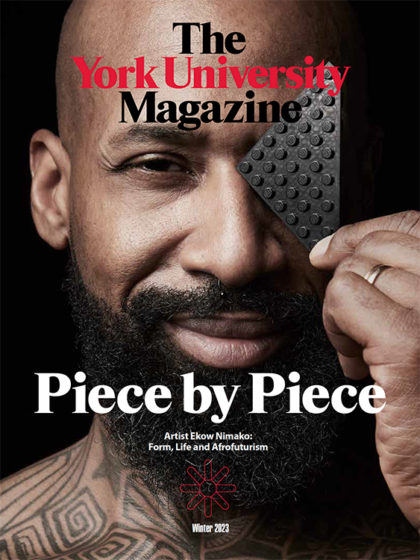 The
York University
Magazine
Piece by Piece
Artist Ekow Nimako:
Form, Life and Afrofuturism
Winter 2023